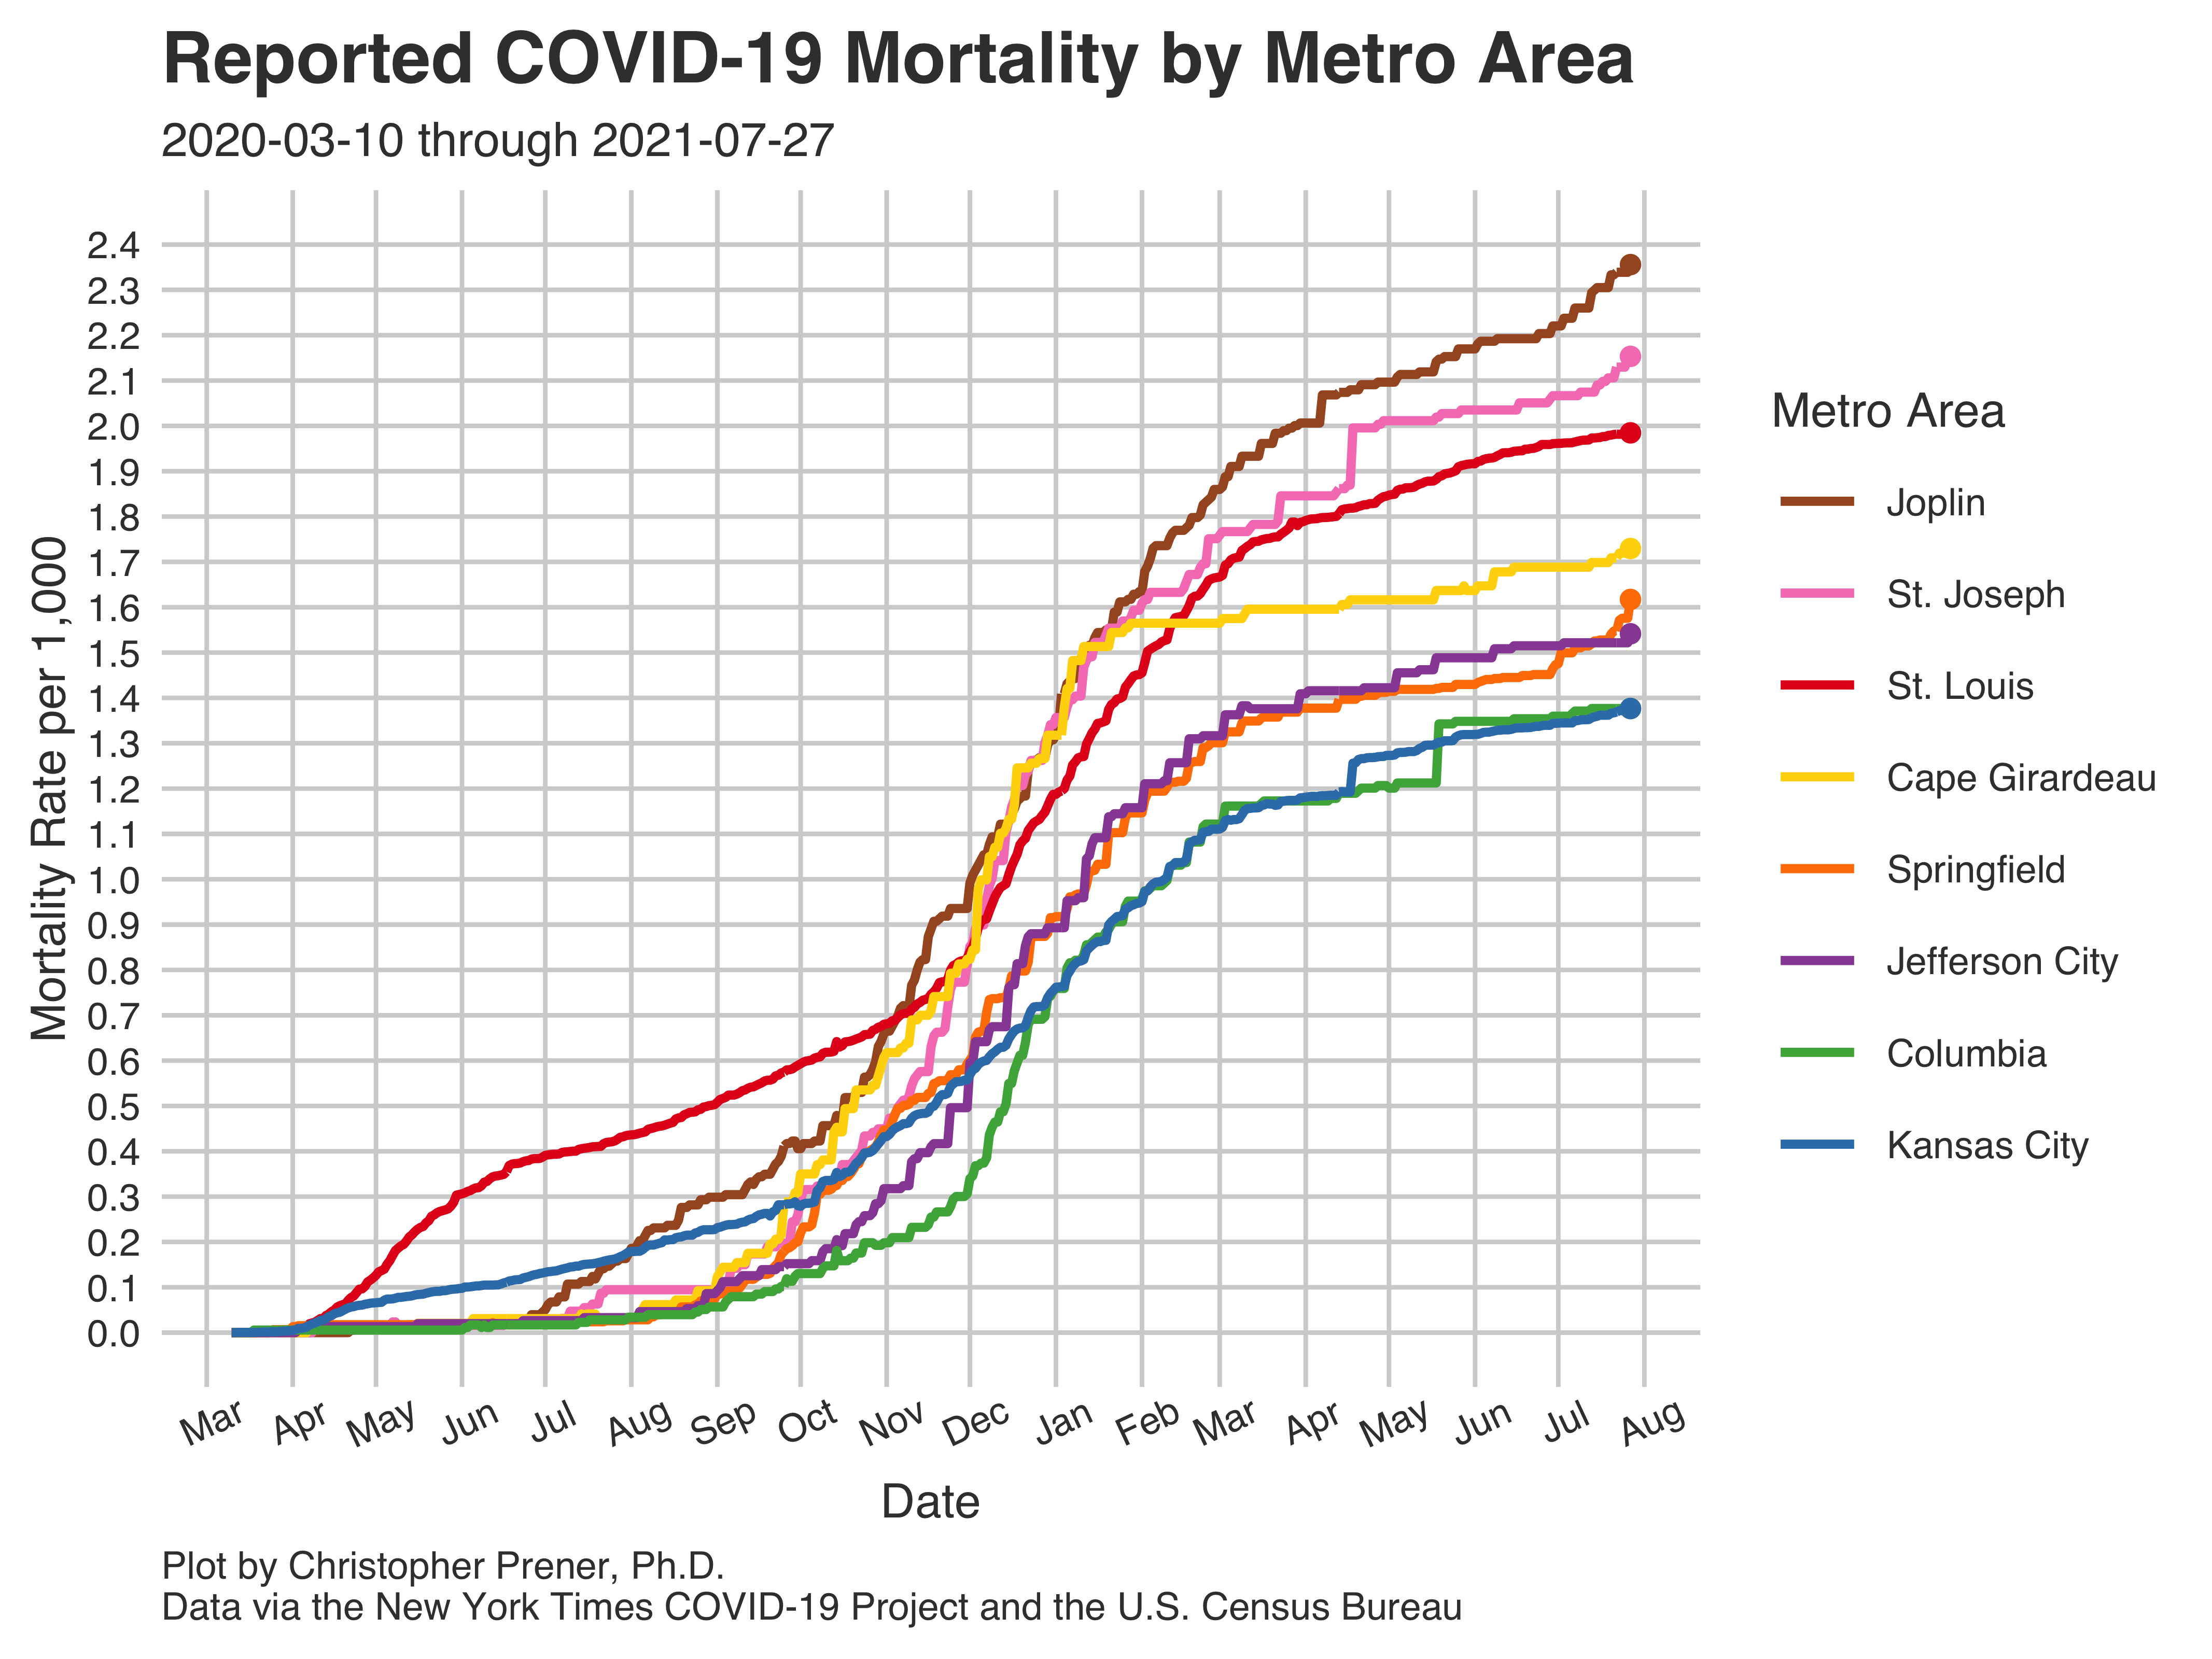 Reported COVID-19 Mortality by Metro Area
2020-03-10 through 2021-07-27
Mortality Rate per 1,000
2.4
2.3
2.2
2.1
2.0
1.9
1.8
1.7
1.6
1.5
1.4
1.3
1.2
1.1
1.0
0.9
0.8
0.7
0.6
0.5
0.4
0.3
0.2
0.1
0.0
Mar Apr May Jun Jul Aug Sep Oct Nov Dec Jan Feb Mar Apr May Jun Jul Aug
Date
Metro Area
Joplin
St. Joseph
St. Louis
Cape Girardeau
Springfield
Jefferson City
Columbia
Kansas City
Plot by Christopher Prener, Ph.D.
Data via the New York Times COVID-19 Project and the U.S. Census Bureau